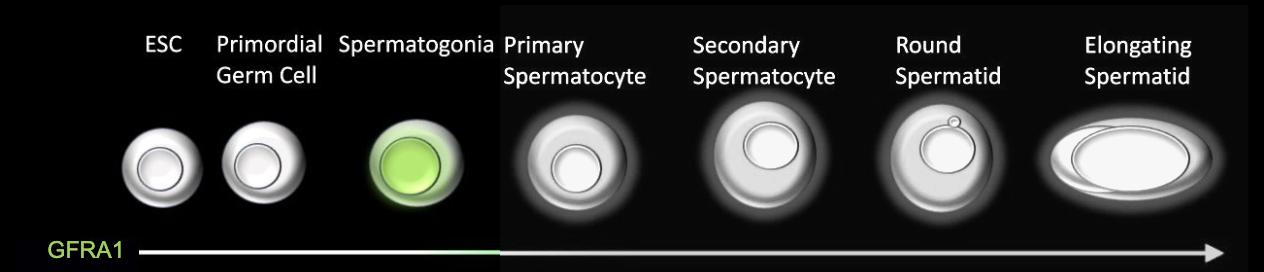 ESC
Primordial
Germ Cell
Spermatogonia
Primary
Spermatocyte
Secondary
Spermatocyte
Round
Spermatid
Elongating
Spermatid
GFRA1